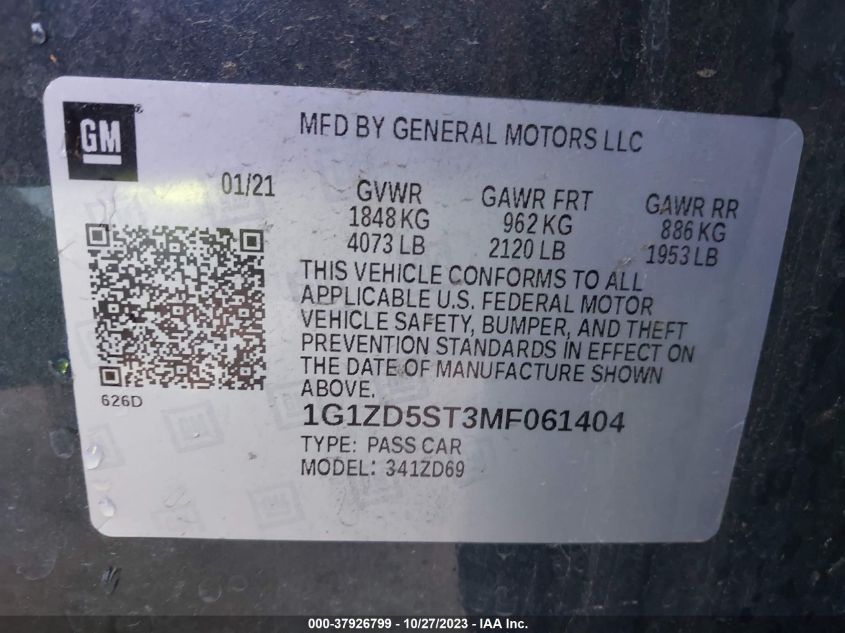 GM
MFD BY GENERAL MOTORS LLC
01/21
GVWR
1848 KG
4073 LB
GAWR FRT
962 KG
2120 LB
GAWR RR
886 KG
1953 LB
THIS VEHICLE CONFORMS TO ALL
APPLICABLE U.S. FEDERAL MOTOR
VEHICLE SAFETY, BUMPER, AND THEFT
PREVENTION STANDARDS IN EFFECT ON
THE DATE OF MANUFACTURE SHOWN
ABOVE.
626D
1G1ZD5ST3MF061404
TYPE: PASS CAR
MODEL: 341ZD69
000-37926799 - 10/27/2023